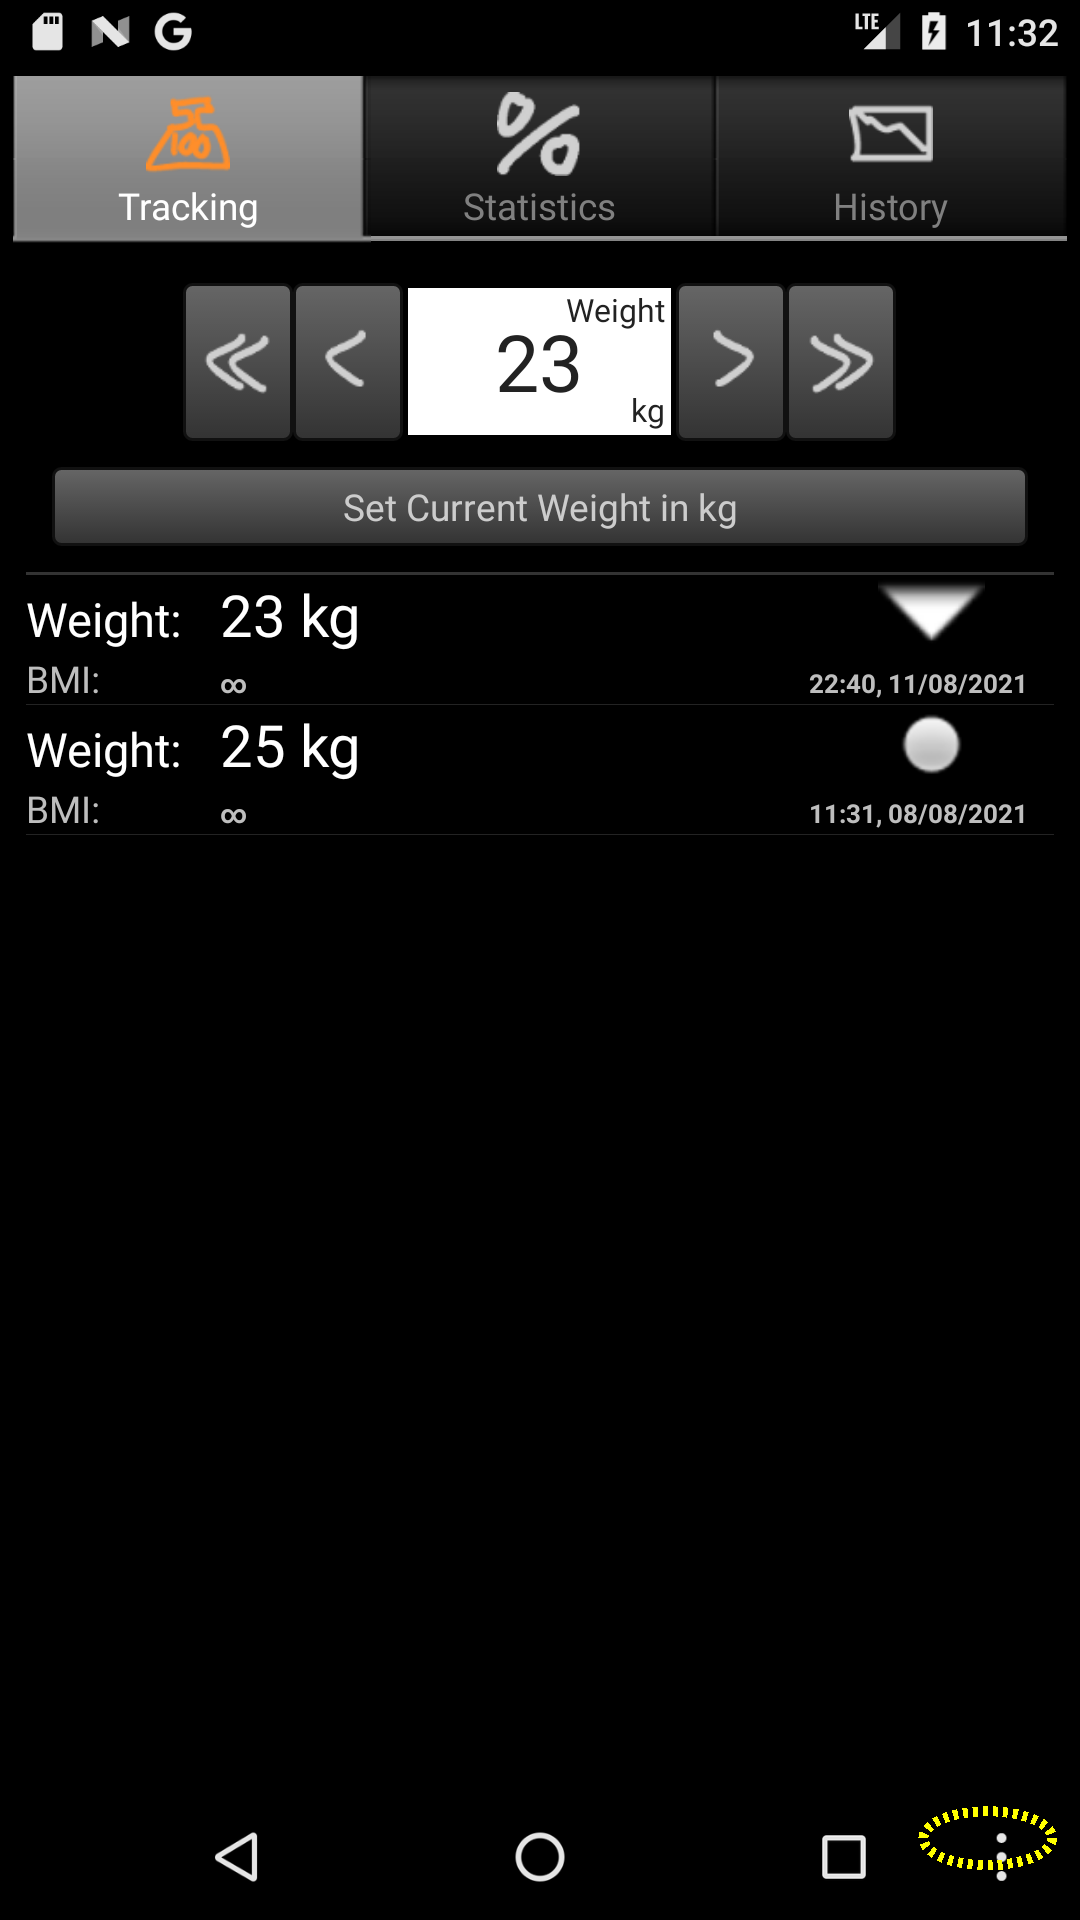 LTE 11:32
100
Tracking Statistics History
Weight
23
kg
Set Current Weight in kg
Weight: 23 kg
BMI: ∞ 22:40, 11/08/2021
Weight: 25 kg
BMI: ∞ 11:31, 08/08/2021